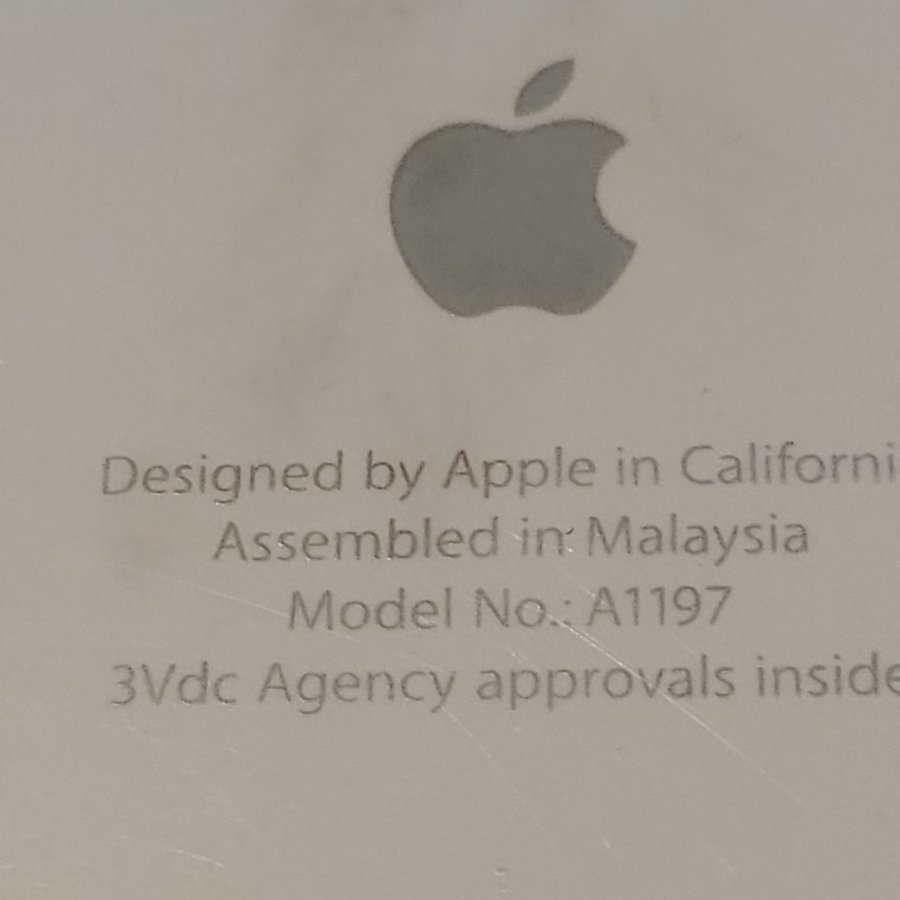 Designed by Apple in Californi
Assembled in Malaysia
Model No.: A1197
3Vdc Agency approvals inside